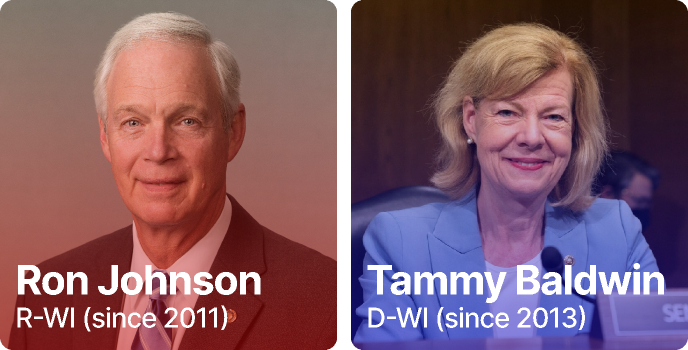 Ron Johnson
R-WI (since 2011)
Tammy Baldwin
D-WI (since 2013)